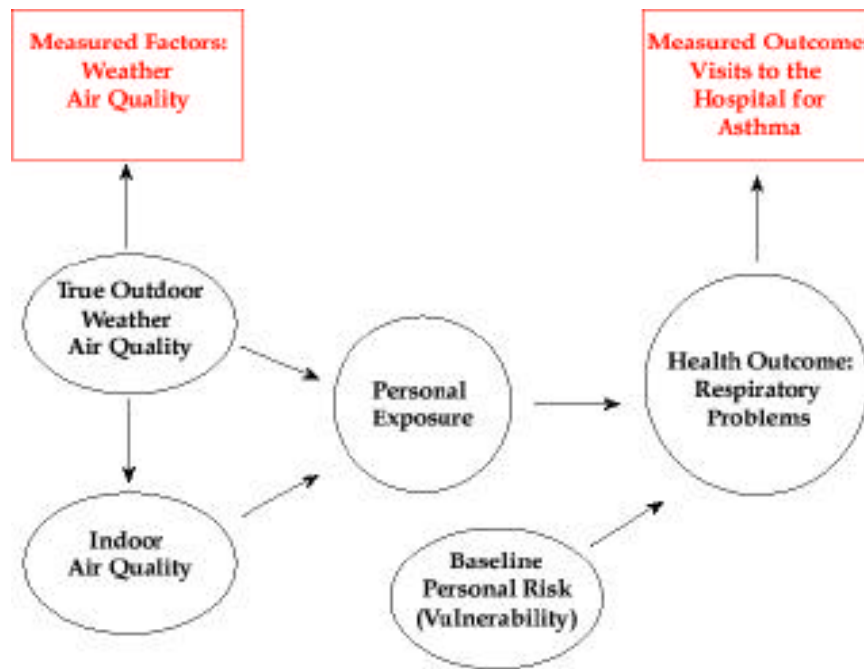 Measured Factors:
Weather
Air Quality
Measured Outcome:
Visits to the
Hospital for
Asthma
True Outdoor
Weather
Air Quality
Personal
Exposure
Health Outcome:
Respiratory
Problems
Indoor
Air Quality
Baseline
Personal Risk
(Vulnerability)